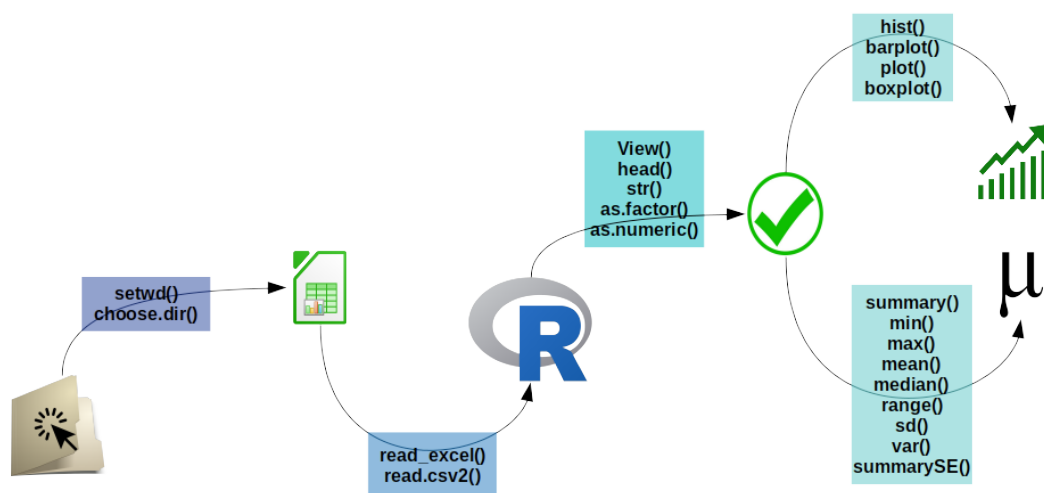 setwd()
choose.dir()
read_excel()
read.csv2()
R
View()
head()
str()
as.factor()
as.numeric()
hist()
barplot()
plot()
boxplot()
μ
summary()
min()
max()
mean()
median()
range()
sd()
var()
summarySE()